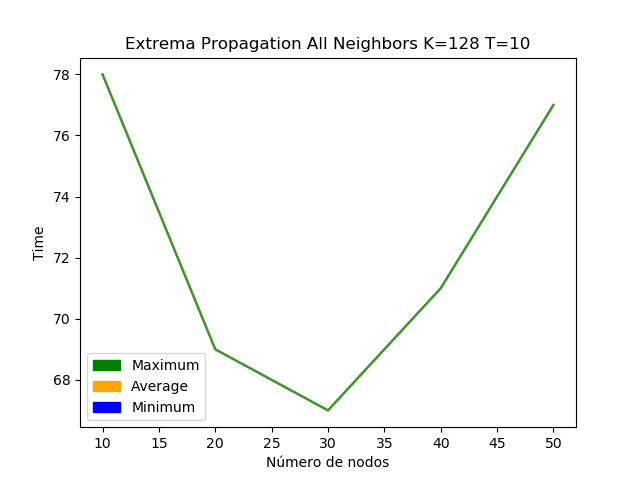 Extrema Propagation All Neighbors K=128 T=10
78
76
74
72
70
68
Time
Maximum
Average
Minimum
10 15 20 25 30 35 40 45 50
Número de nodos